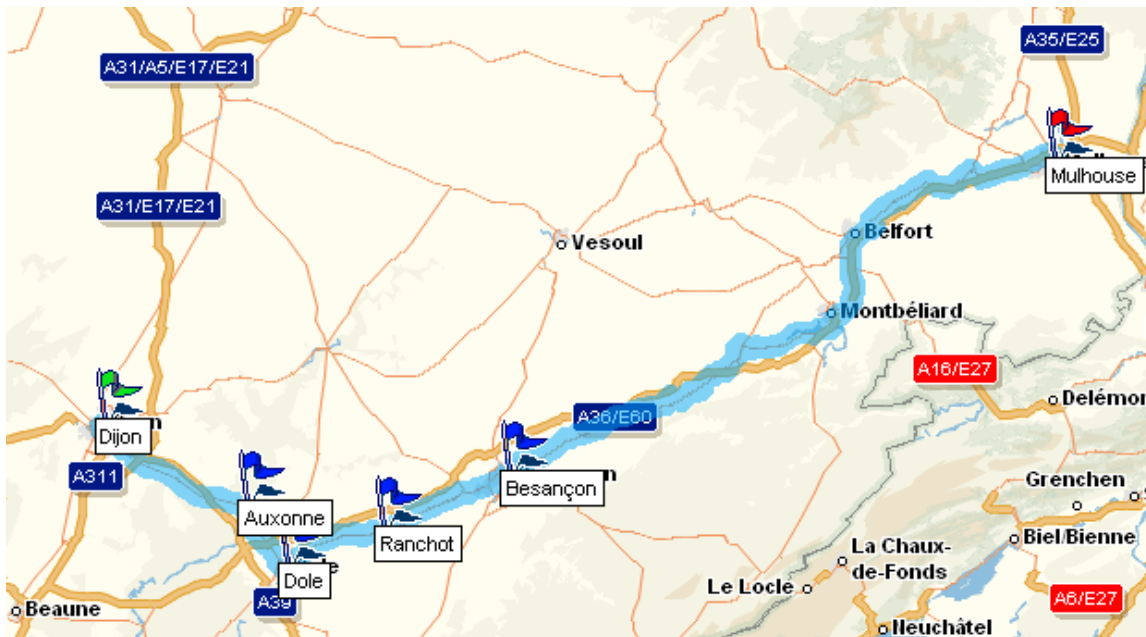 A35/E25
A31/A5/E17/E21
Mulhouse
A31/E17/E21
Belfort
Vesoul
Montbéliard
A16/E27
Delémor
Dijon
A36/E60
A311
Besançon
Grenchen
Auxonne
Ranchot
Biel/Bienne
La Chaux-
de-Fonds
Dole
Le Locle
A39
A6/E27
Beaune
Neuchâtel